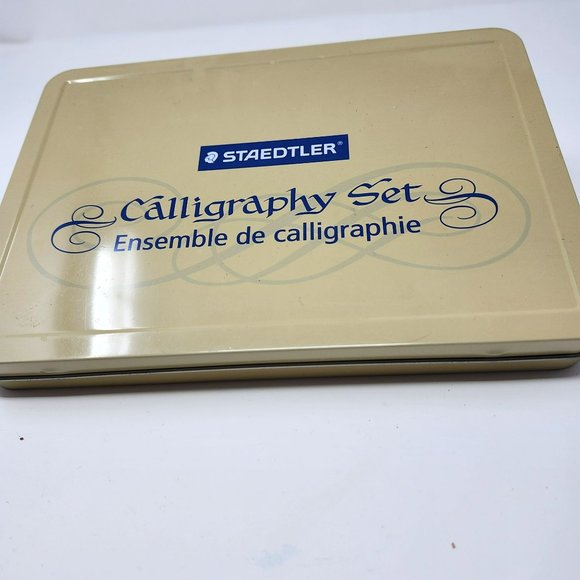 STAEDTLER®
Calligraphy Set
Ensemble de calligraphie